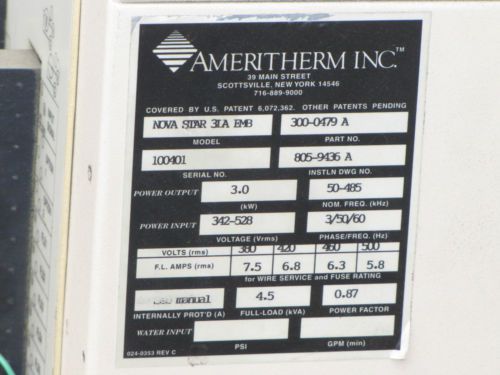 AMERITHERM INC.™
39 MAIN STREET
SCOTTSVILLE, NEW YORK 14546
716-889-9000
COVERED BY U.S. PATENT 6,072,362. OTHER PATENTS PENDING
NOVA STAR 3LA EMB 300-0479 A
MODEL PART NO.
100401 805-9436 A
SERIAL NO. INSTLN DWG NO.
POWER OUTPUT 3.0 50-485
(kW) NOM. FREQ. (kHz)
POWER INPUT 342-528 3/50/60
VOLTAGE (Vrms) PHASE/FREQ. (Hz)
VOLTS (rms) 380 420 460 500
F.L. AMPS (rma) 7.5 6.8 6.3 5.8
for WIRE SERVICE and FUSE RATING
manual 4.5 0.87
INTERNALLY PROT'D (A) FULL-LOAD (kVA) POWER FACTOR
WATER INPUT
PSI GPM (min)
024-0353 REV C